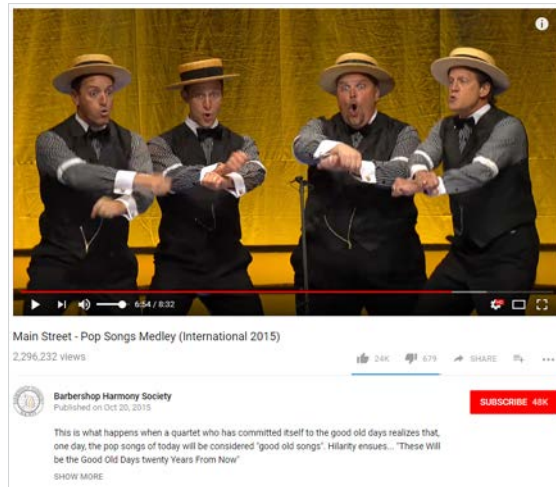 6:54 / 8:32
Main Street - Pop Songs Medley (International 2015)
2,296,232 views
24K
679
SHARE
Barbershop Harmony Society
Published on Oct 20, 2015
SUBSCRIBE 48K
This is what happens when a quartet who has committed itself to the good old days realizes that,
one day, the pop songs of today will be considered "good old songs". Hilarity ensues... "These Will
be the Good Old Days twenty Years From Now"
SHOW MORE